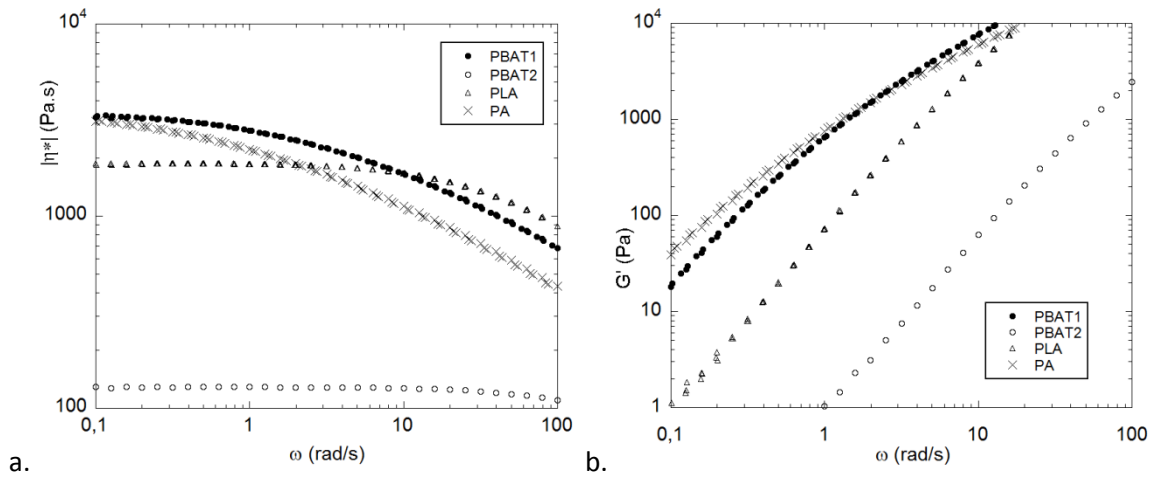 10⁴
1000
100
|η*| (Pa.s)
PBAT1
PBAT2
PLA
PA
0,1
1
10
100
ω (rad/s)
a.
10⁴
1000
100
10
1
G' (Pa)
PBAT1
PBAT2
PLA
PA
0,1
1
10
100
ω (rad/s)
b.